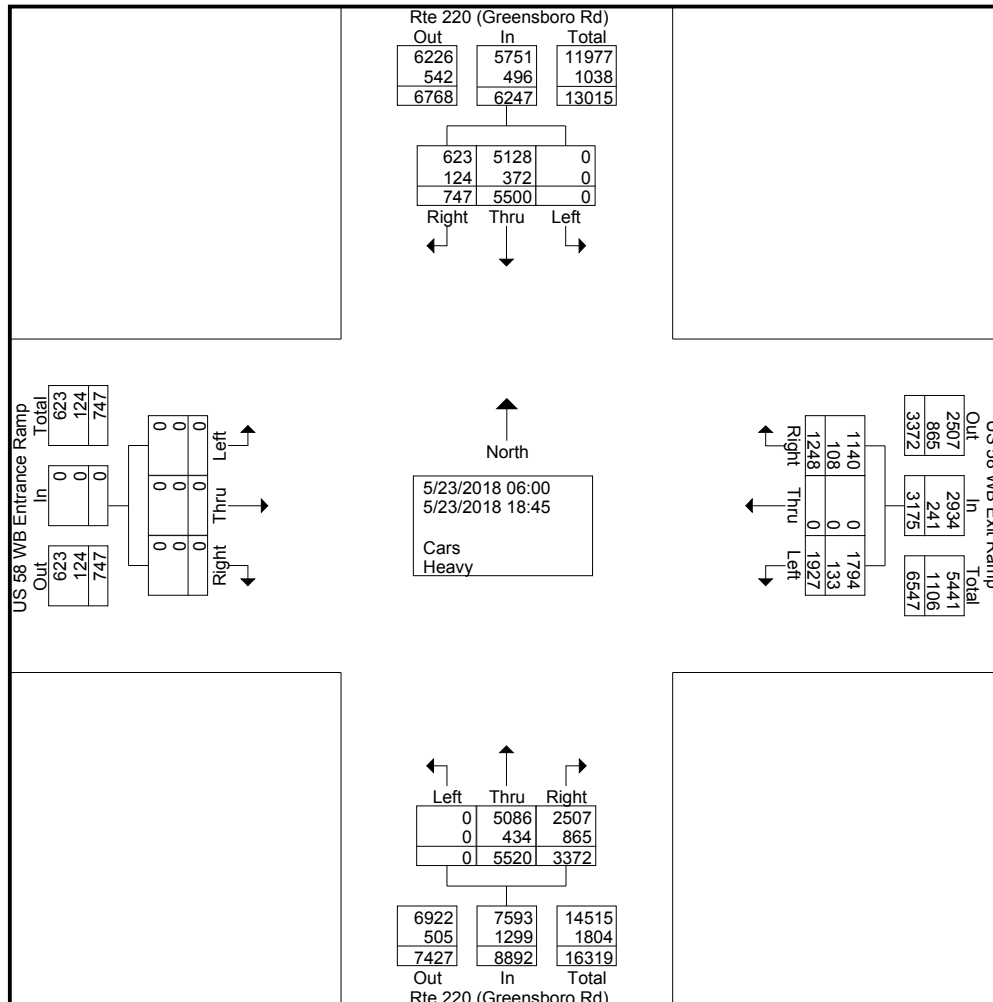 Rte 220 (Greensboro Rd)
Out In Total
6226 5751 11977
542 496 1038
6768 6247 13015
623 5128 0
124 372 0
747 5500 0
Right Thru Left
US 58 WB Entrance Ramp
Total In Out
623 0 623
124 0 124
747 0 747
0 0 0
0 0 0
0 0 0
Left Thru Right
North
5/23/2018 06:00
5/23/2018 18:45
Cars
Heavy
Right Thru Left
1140 0 1794
108 0 133
1248 0 1927
US 58 WB Exit Ramp
Out In Total
2507 2934 5441
865 241 1106
3372 3175 6547
Left Thru Right
0 5086 2507
0 434 865
0 5520 3372
6922 7593 14515
505 1299 1804
7427 8892 16319
Out In Total
Rte 220 (Greensboro Rd)